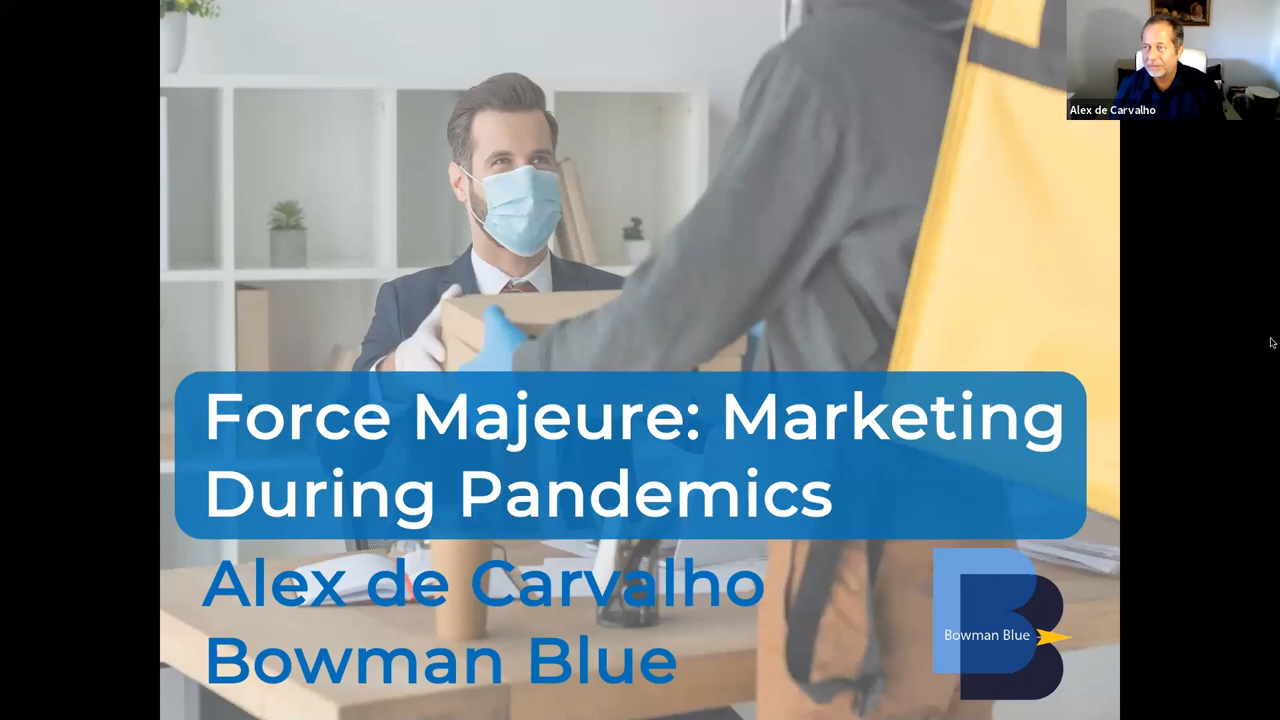 Alex de Carvalho
Force Majeure: Marketing
During Pandemics
Alex de Carvalho
Bowman Blue
Bowman Blue